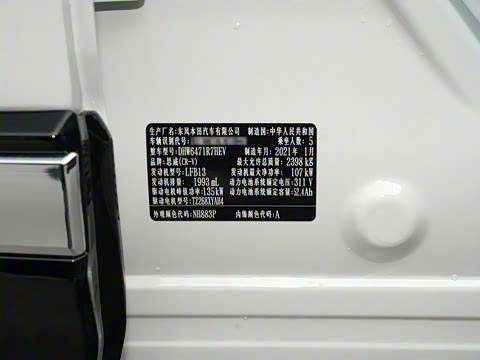 生产厂名:东风本田汽车有限公司 制造国:中华人民共和国
车辆识别代号: 乘坐人数: 5
整车型号:DHW6471R7HEV 制造年月:2021年 1月
品牌:思威(CR-V) 最大允许总质量:2398 kg
发动机型号:LFB13 发动机最大净功率:107 kW
发动机排量: 1993 mL 动力电池系统额定电压:311 V
驱动电机峰值功率:135kW 动力电池系统额定容量:52.4Ah
驱动电机型号:TZ268XYAH4
外观颜色代码:NH883P 内饰颜色代码:A